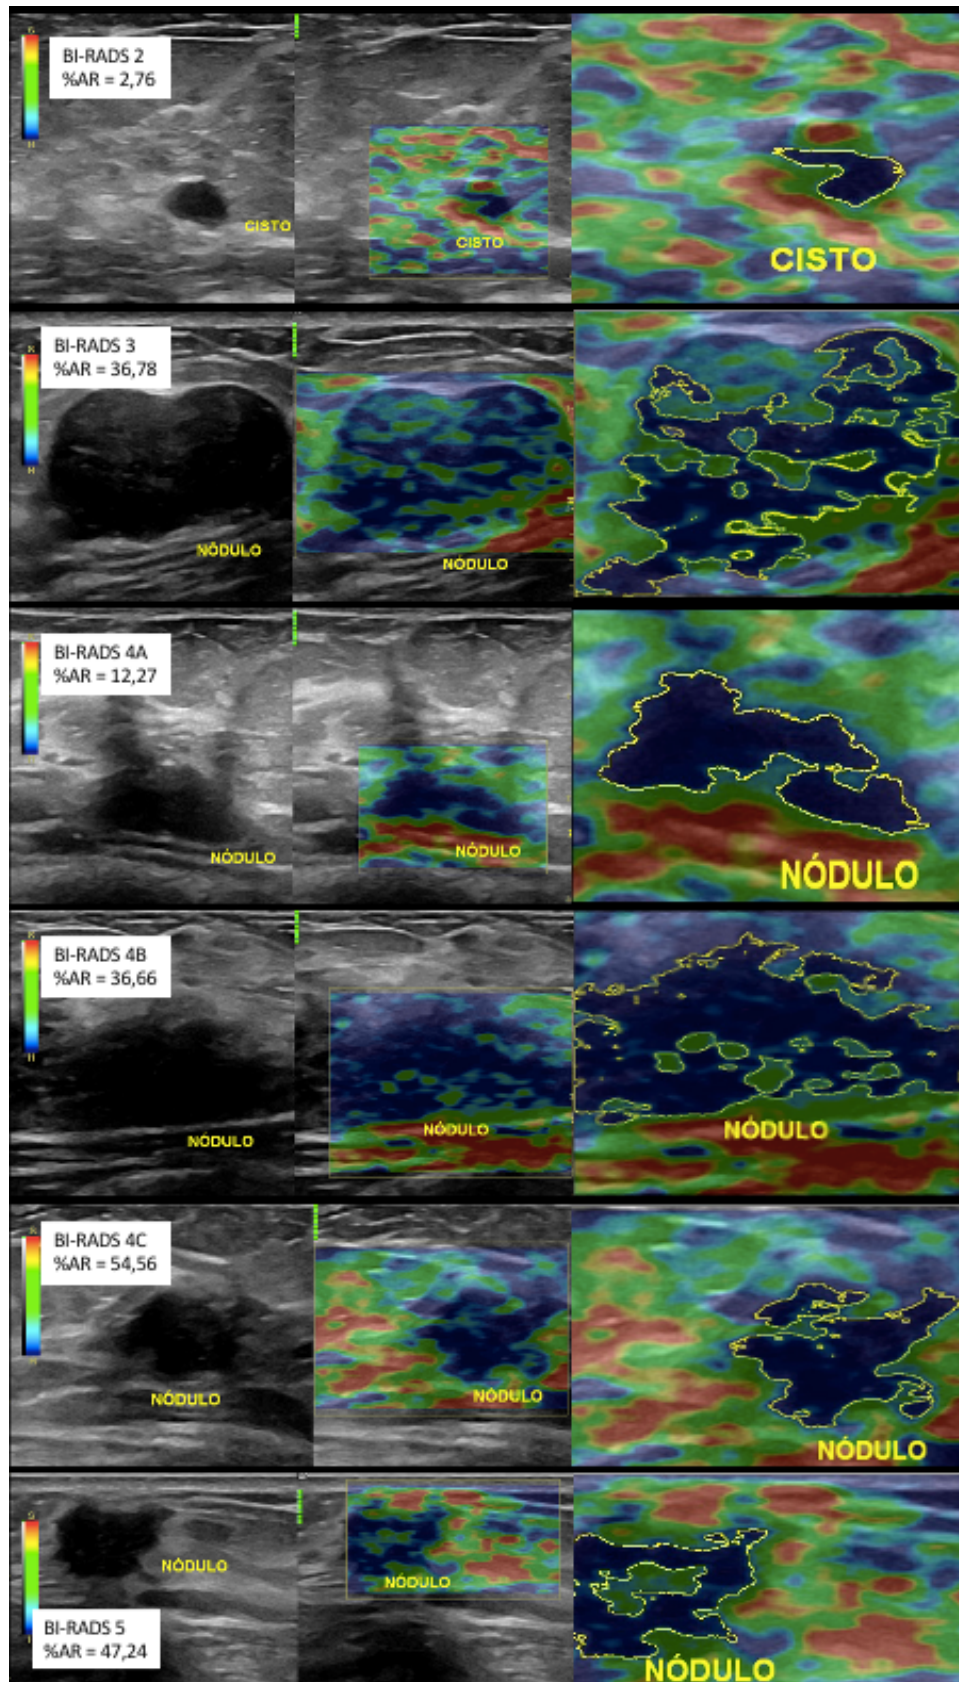 BI-RADS 2
%AR = 2,76
CISTO
CISTO
CISTO
BI-RADS 3
%AR = 36,78
NÓDULO
NÓDULO
BI-RADS 4A
%AR = 12,27
NÓDULO
NÓDULO
NÓDULO
BI-RADS 4B
%AR = 36,66
NÓDULO
NÓDULO
NÓDULO
BI-RADS 4C
%AR = 54,56
NÓDULO
NÓDULO
NÓDULO
NÓDULO
NÓDULO
BI-RADS 5
%AR = 47,24
NÓDULO